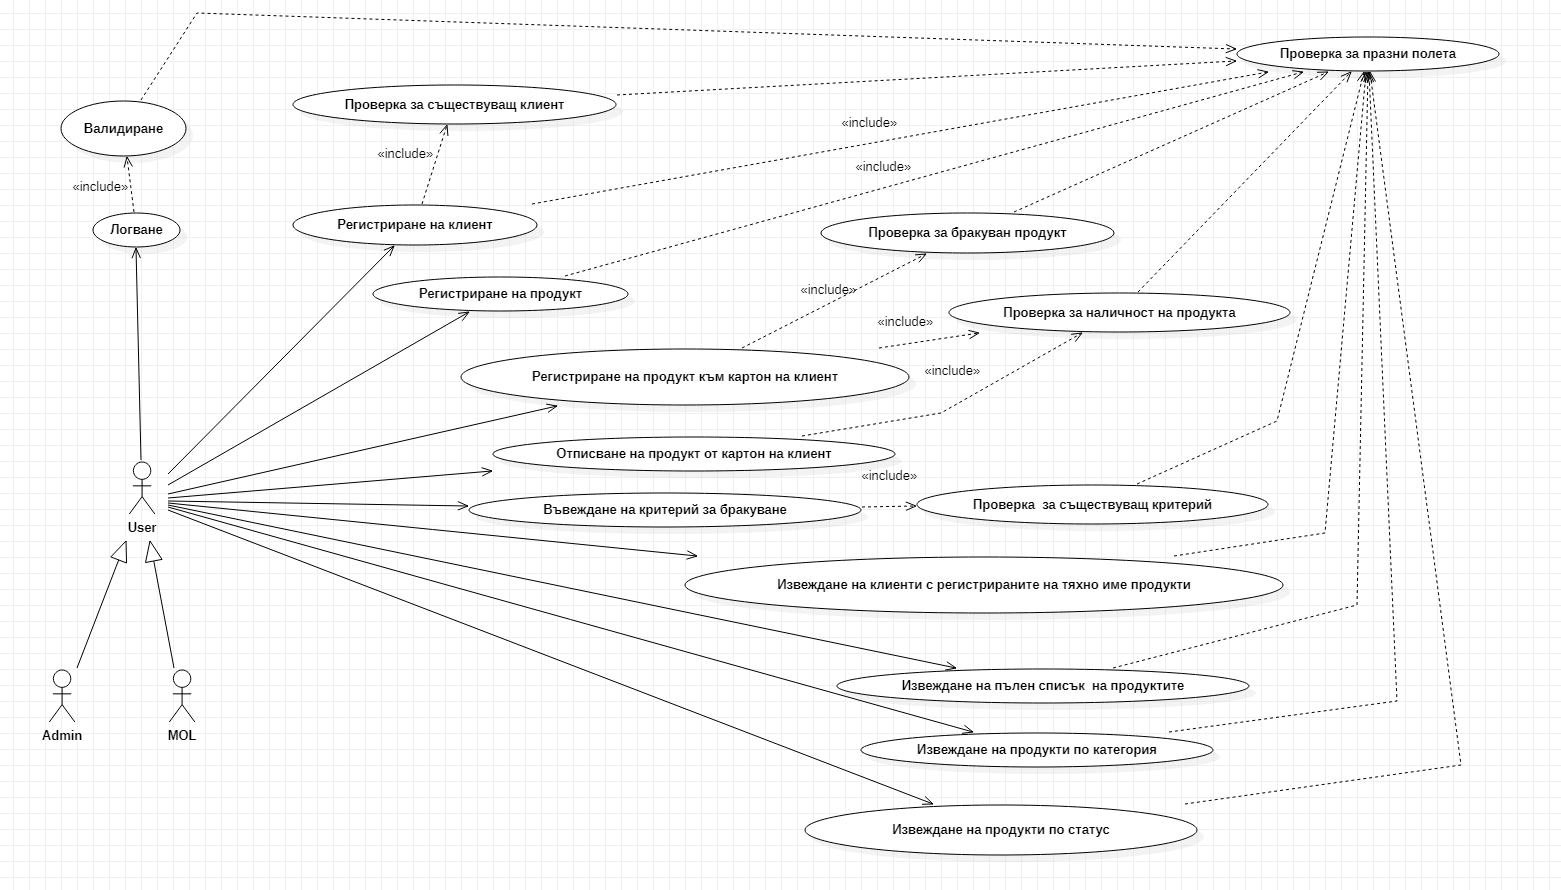 Проверка за празни полета
Проверка за съществуващ клиент
«include»
Валидиране
«include»
«include»
«include»
Регистриране на клиент
Логване
Проверка за бракуван продукт
«include»
Регистриране на продукт
Проверка за наличност на продукта
«include»
«include»
Регистриране на продукт към картон на клиент
Отписване на продукт от картон на клиент
«include»
Въвеждане на критерий за бракуване
Проверка  за съществуващ критерий
User
Извеждане на клиенти с регистрираните на тяхно име продукти
Извеждане на пълен списък  на продуктите
Admin
MOL
Извеждане на продукти по категория
Извеждане на продукти по статус